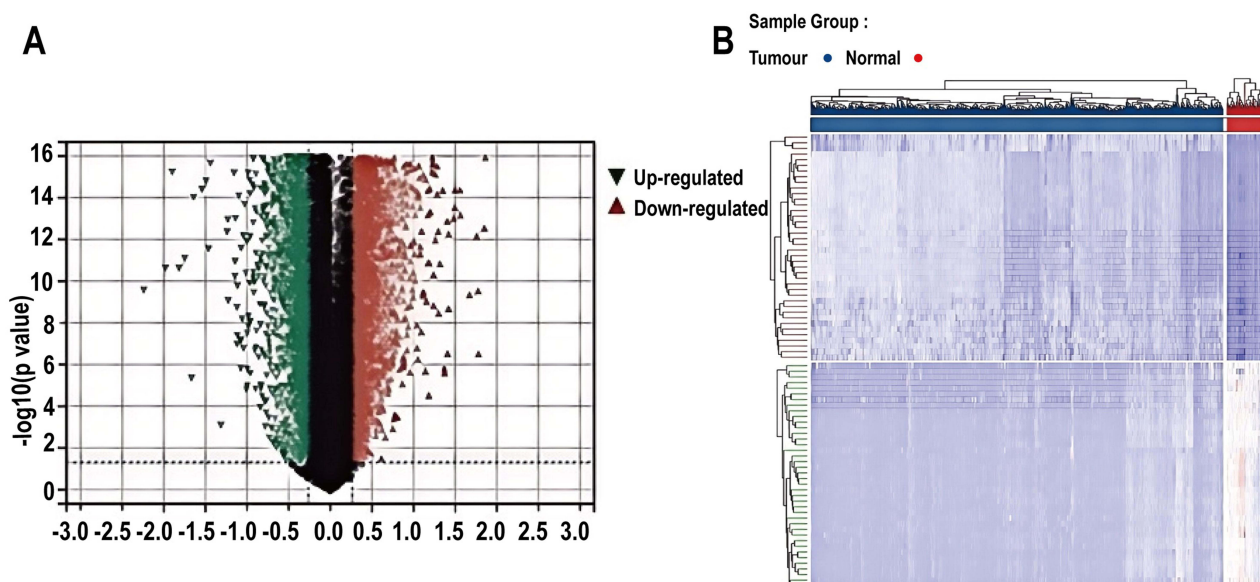 A
16
14
12
10
8
6
4
2
0
-log10(p value)
-3.0 -2.5 -2.0 -1.5 -1.0 -0.5 0.0 0.5 1.0 1.5 2.0 2.5 3.0
Up-regulated
Down-regulated
B
Sample Group :
Tumour Normal